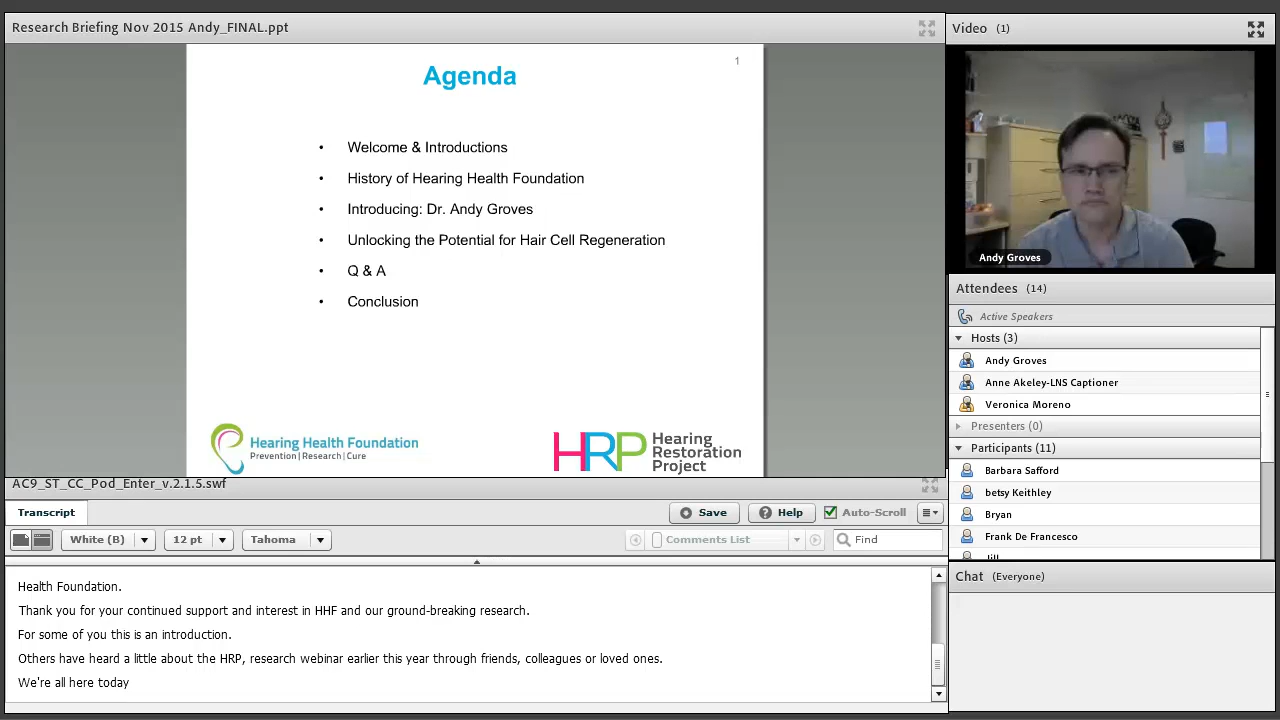 Research Briefing Nov 2015 Andy_FINAL.ppt
1
Agenda
• Welcome & Introductions
• History of Hearing Health Foundation
• Introducing: Dr. Andy Groves
• Unlocking the Potential for Hair Cell Regeneration
• Q & A
• Conclusion
Hearing Health Foundation
Prevention | Research | Cure
HRP Hearing
Restoration
Project
AC9_ST_CC_Pod_Enter_v.2.1.5.swf
Transcript
Save
Help
Auto-Scroll
White (B)
12 pt
Tahoma
Comments List
Find
Health Foundation.
Thank you for your continued support and interest in HHF and our ground-breaking research.
For some of you this is an introduction.
Others have heard a little about the HRP, research webinar earlier this year through friends, colleagues or loved ones.
We're all here today
Video (1)
Andy Groves
Attendees (14)
Active Speakers
Hosts (3)
Andy Groves
Anne Akeley-LNS Captioner
Veronica Moreno
Presenters (0)
Participants (11)
Barbara Safford
betsy Keithley
Bryan
Frank De Francesco
Jill
Chat (Everyone)